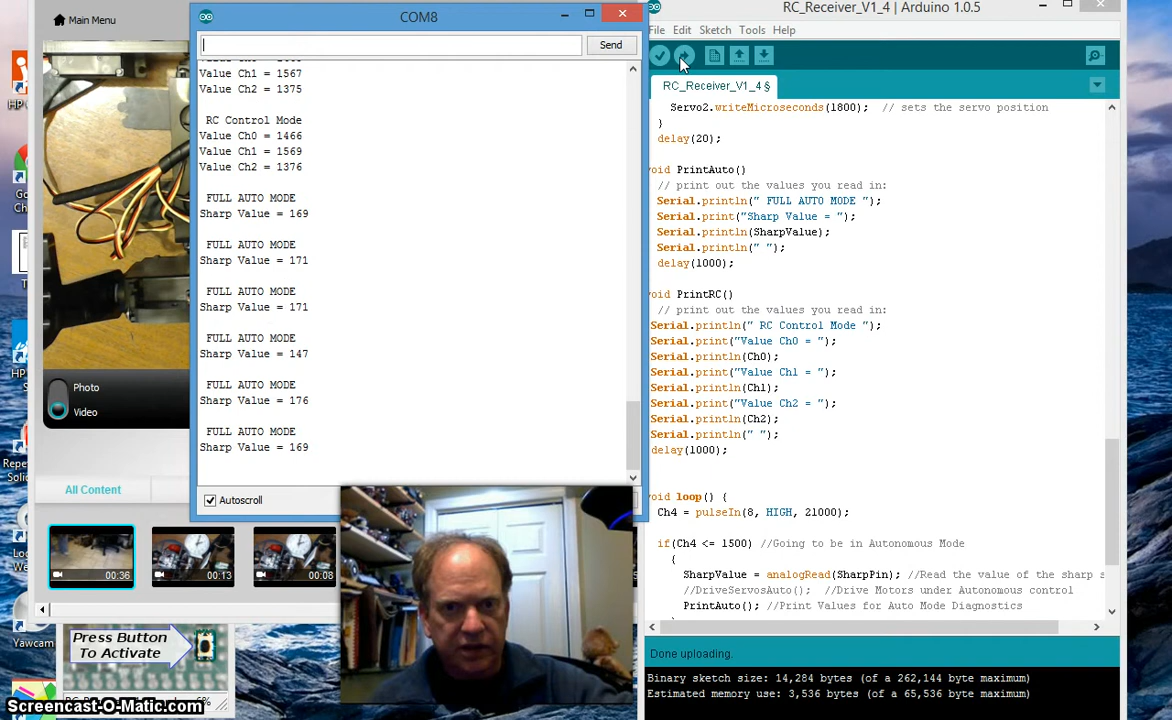 Main Menu
COM8
Send
Value Ch1 = 1567
Value Ch2 = 1375
RC Control Mode
Value Ch0 = 1466
Value Ch1 = 1569
Value Ch2 = 1376
FULL AUTO MODE
Sharp Value = 169
FULL AUTO MODE
Sharp Value = 171
FULL AUTO MODE
Sharp Value = 171
FULL AUTO MODE
Sharp Value = 147
FULL AUTO MODE
Sharp Value = 176
FULL AUTO MODE
Sharp Value = 169
Autoscroll
RC_Receiver_V1_4 | Arduino 1.0.5
File Edit Sketch Tools Help
RC_Receiver_V1_4 §
Servo2.writeMicroseconds(1800); // sets the servo position
}
delay(20);
void PrintAuto()
// print out the values you read in:
Serial.println(" FULL AUTO MODE ");
Serial.print("Sharp Value = ");
Serial.println(SharpValue);
Serial.println(" ");
delay(1000);
void PrintRC()
// print out the values you read in:
Serial.println(" RC Control Mode ");
Serial.print("Value Ch0 = ");
Serial.println(Ch0);
Serial.print("Value Ch1 = ");
Serial.println(Ch1);
Serial.print("Value Ch2 = ");
Serial.println(Ch2);
Serial.println(" ");
delay(1000);
void loop() {
Ch4 = pulseIn(8, HIGH, 21000);
if(Ch4 <= 1500) //Going to be in Autonomous Mode
{
SharpValue = analogRead(SharpPin); //Read the value of the sharp s
//DriveServosAuto(); //Drive Motors under Autonomous control
PrintAuto(); //Print Values for Auto Mode Diagnostics
Done uploading.
Binary sketch size: 14,284 bytes (of a 262,144 byte maximum)
Estimated memory use: 3,536 bytes (of a 65,536 byte maximum)
Photo
Video
All Content
00:36
00:13
00:08
Press Button
To Activate
Yawcam
Screencast-O-Matic.com